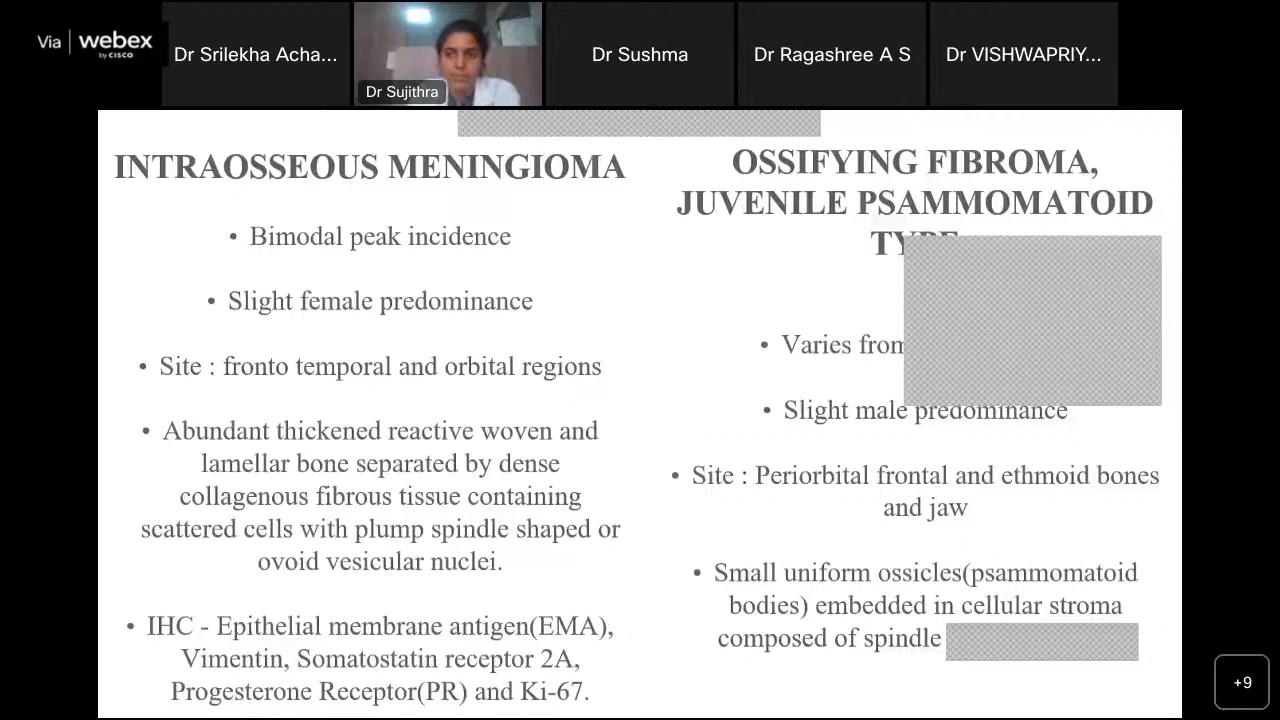 Via webex
by CISCO
Dr Srilekha Acha...
Dr Sujithra
Dr Sushma
Dr Ragashree A S
Dr VISHWAPRIY...
INTRAOSSEOUS MENINGIOMA
• Bimodal peak incidence
• Slight female predominance
• Site : fronto temporal and orbital regions
• Abundant thickened reactive woven and
lamellar bone separated by dense
collagenous fibrous tissue containing
scattered cells with plump spindle shaped or
ovoid vesicular nuclei.
• IHC - Epithelial membrane antigen(EMA),
Vimentin, Somatostatin receptor 2A,
Progesterone Receptor(PR) and Ki-67.
OSSIFYING FIBROMA,
JUVENILE PSAMMOMATOID
• Varies from
• Slight male predominance
• Site : Periorbital frontal and ethmoid bones
and jaw
• Small uniform ossicles(psammomatoid
bodies) embedded in cellular stroma
composed of spindle
+9